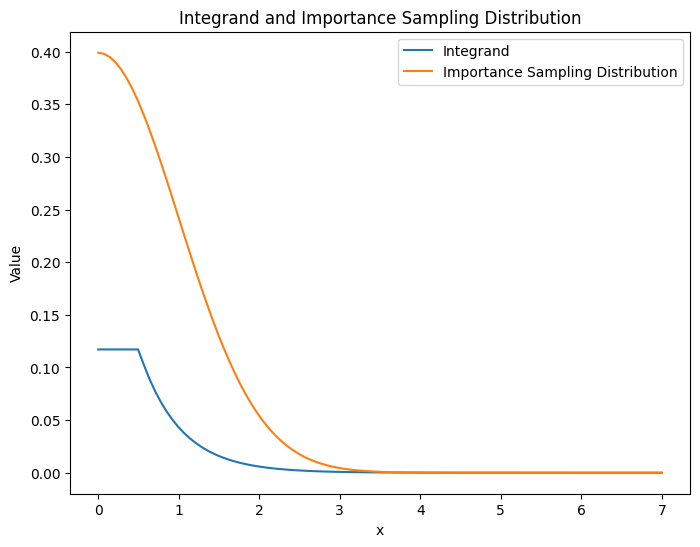 Integrand and Importance Sampling Distribution
Integrand
Importance Sampling Distribution
Value
0.40
0.35
0.30
0.25
0.20
0.15
0.10
0.05
0.00
0 1 2 3 4 5 6 7
x